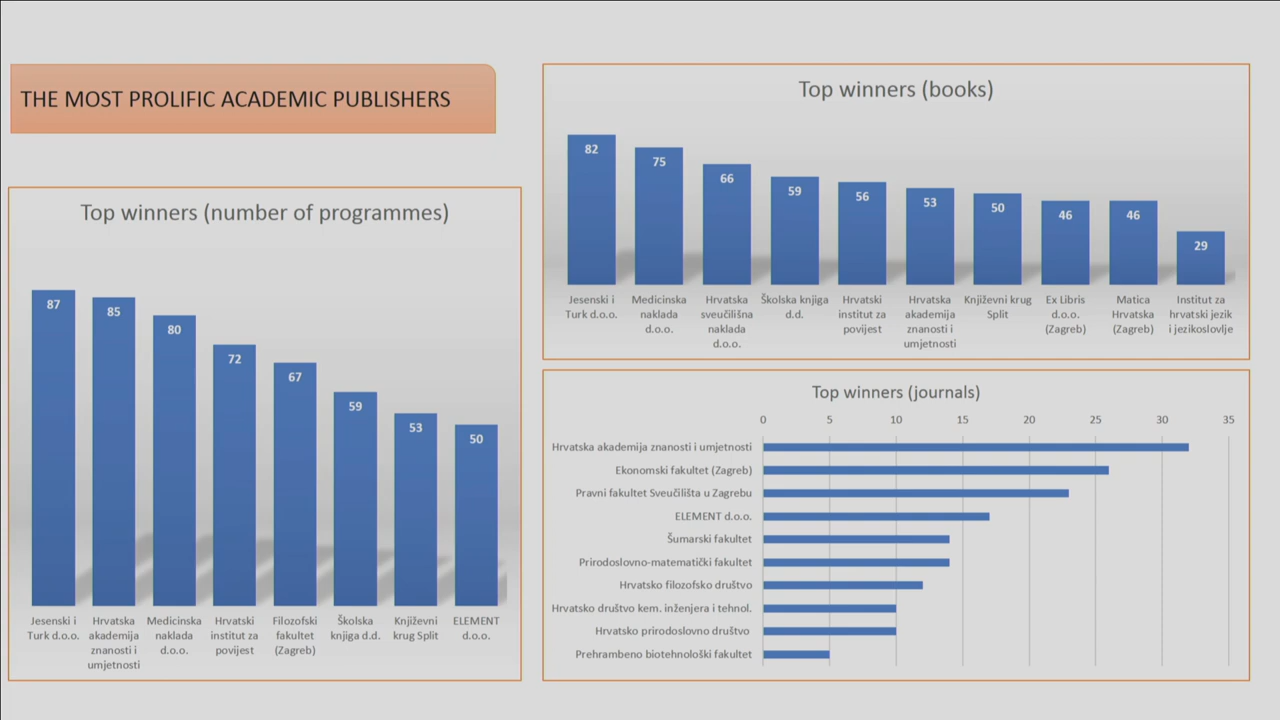 THE MOST PROLIFIC ACADEMIC PUBLISHERS
Top winners (number of programmes)
87
85
80
72
67
59
53
50
Jesenski i
Turk d.o.o.
Hrvatska
akademija
znanosti i
umjetnosti
Medicinska
naklada
d.o.o.
Hrvatski
institut za
povijest
Filozofski
fakultet
(Zagreb)
Školska
knjiga d.d.
Književni
krug Split
ELEMENT
d.o.o.
Top winners (books)
82
75
66
59
56
53
50
46
46
29
Jesenski i
Turk d.o.o.
Medicinska
naklada
d.o.o.
Hrvatska
sveučilišna
naklada
d.o.o.
Školska knjiga
d.d.
Hrvatski
institut za
povijest
Hrvatska
akademija
znanosti i
umjetnosti
Književni krug
Split
Ex Libris
d.o.o.
(Zagreb)
Matica
Hrvatska
(Zagreb)
Institut za
hrvatski jezik
i jezikoslovlje
Top winners (journals)
0 5 10 15 20 25 30 35
Hrvatska akademija znanosti i umjetnosti
Ekonomski fakultet (Zagreb)
Pravni fakultet Sveučilišta u Zagrebu
ELEMENT d.o.o.
Šumarski fakultet
Prirodoslovno-matematički fakultet
Hrvatsko filozofsko društvo
Hrvatsko društvo kem. inženjera i tehnol.
Hrvatsko prirodoslovno društvo
Prehrambeno biotehnološki fakultet